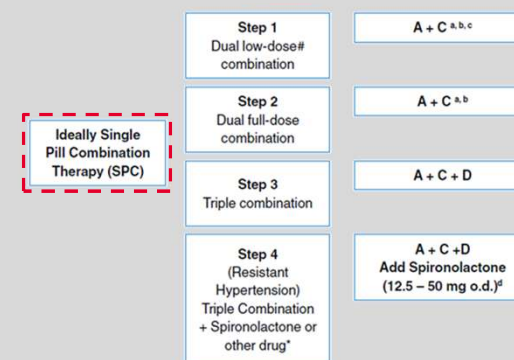 Ideally Single
Pill Combination
Therapy (SPC)
Step 1
Dual low-dose#
combination
A + C a, b, c
Step 2
Dual full-dose
combination
A + C a, b
Step 3
Triple combination
A + C + D
Step 4
(Resistant
Hypertension)
Triple Combination
+ Spironolactone or
other drug*
A + C +D
Add Spironolactone
(12.5 – 50 mg o.d.)d